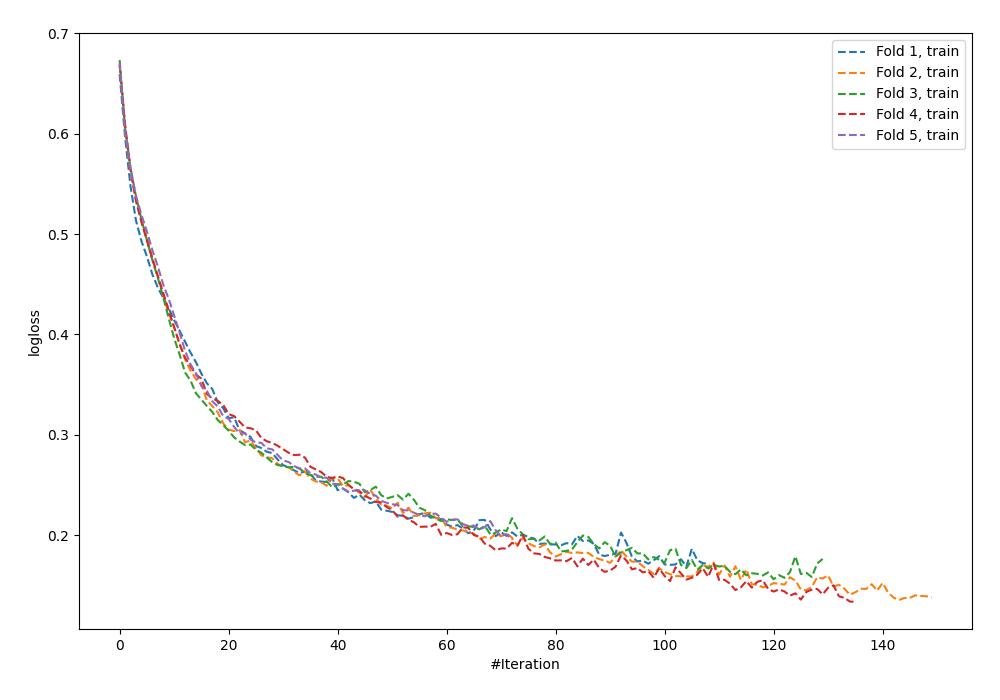 0.7
0.6
0.5
0.4
0.3
0.2
logloss
0
20
40
60
80
100
120
140
#Iteration
Fold 1, train
Fold 2, train
Fold 3, train
Fold 4, train
Fold 5, train